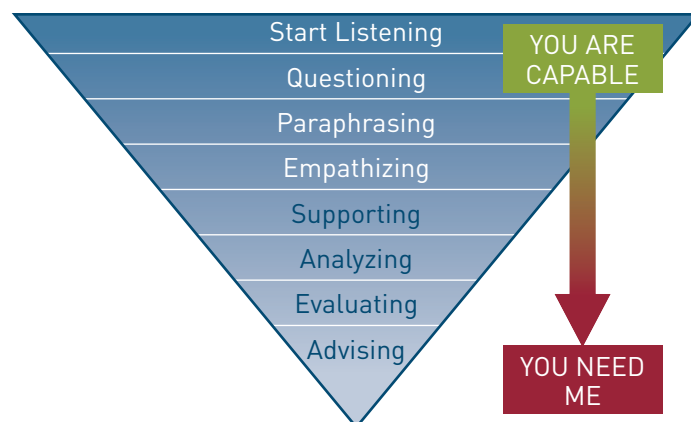 Start Listening
YOU ARE
CAPABLE
Questioning
Paraphrasing
Empathizing
Supporting
Analyzing
Evaluating
Advising
YOU NEED
ME